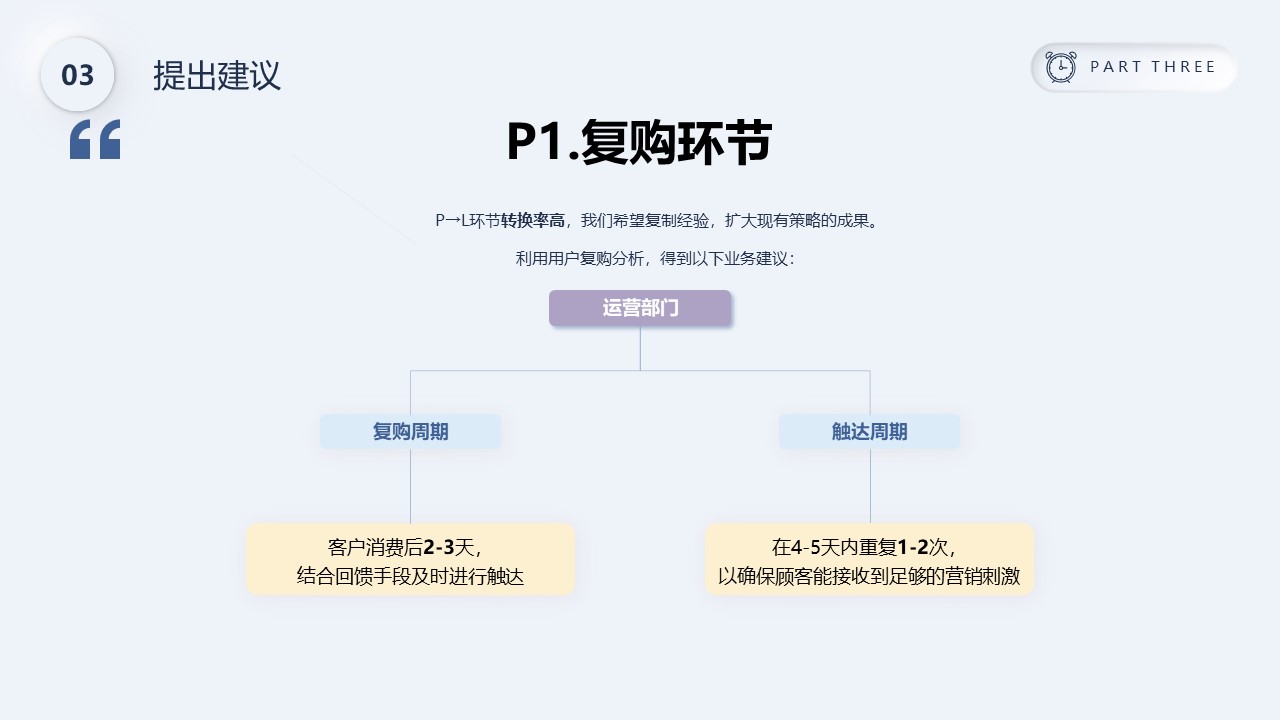 03
提出建议
PART THREE
P1.复购环节
P→L环节转换率高，我们希望复制经验，扩大现有策略的成果。
利用用户复购分析，得到以下业务建议：
运营部门
复购周期
触达周期
客户消费后2-3天，
结合回馈手段及时进行触达
在4-5天内重复1-2次，
以确保顾客能接收到足够的营销刺激